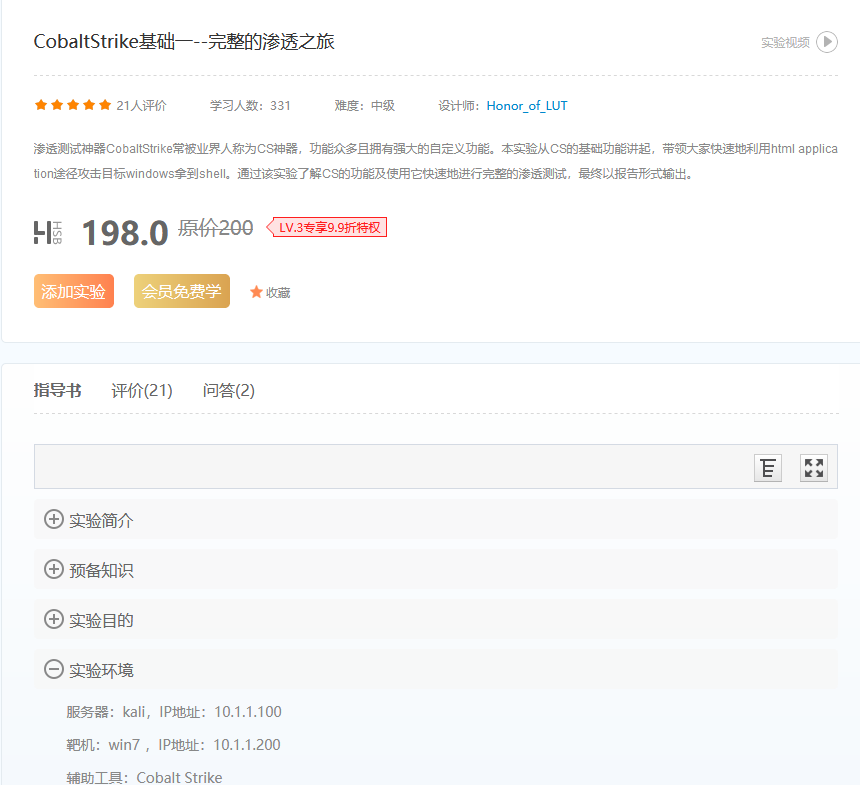 CobaltStrike基础一--完整的渗透之旅
实验视频
21人评价 学习人数：331 难度：中级 设计师：Honor_of_LUT
渗透测试神器CobaltStrike常被业界人称为CS神器，功能众多且拥有强大的自定义功能。本实验从CS的基础功能讲起，带领大家快速地利用html applica
tion途径攻击目标windows拿到shell。通过该实验了解CS的功能及使用它快速地进行完整的渗透测试，最终以报告形式输出。
HSB 198.0 原价200 LV.3专享9.9折特权
添加实验 会员免费学 收藏
指导书 评价(21) 问答(2)
实验简介
预备知识
实验目的
实验环境
服务器：kali，IP地址：10.1.1.100
靶机：win7 ，IP地址：10.1.1.200
辅助工具：Cobalt Strike